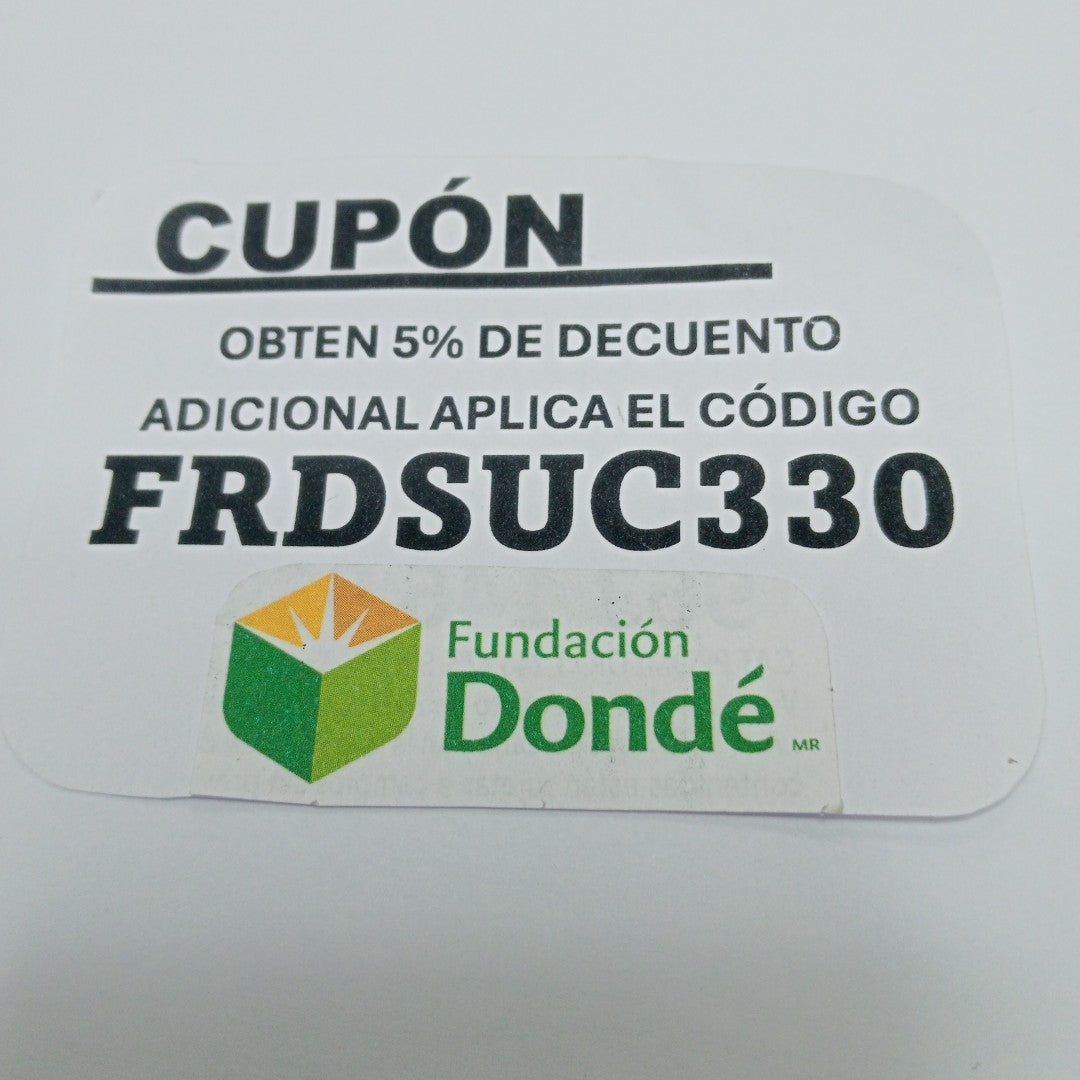 CUPÓN
OBTEN 5% DE DECUENTO
ADICIONAL APLICA EL CÓDIGO
FRDSUC330
Fundación
Dondé MR